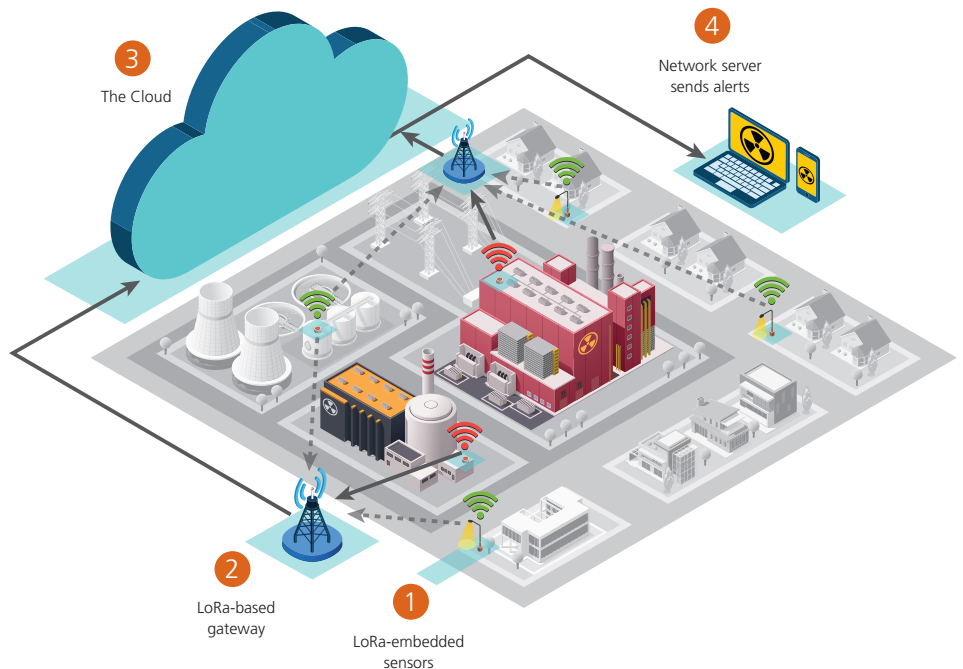 3
The Cloud
4
Network server
sends alerts
2
LoRa-based
gateway
1
LoRa-embedded
sensors